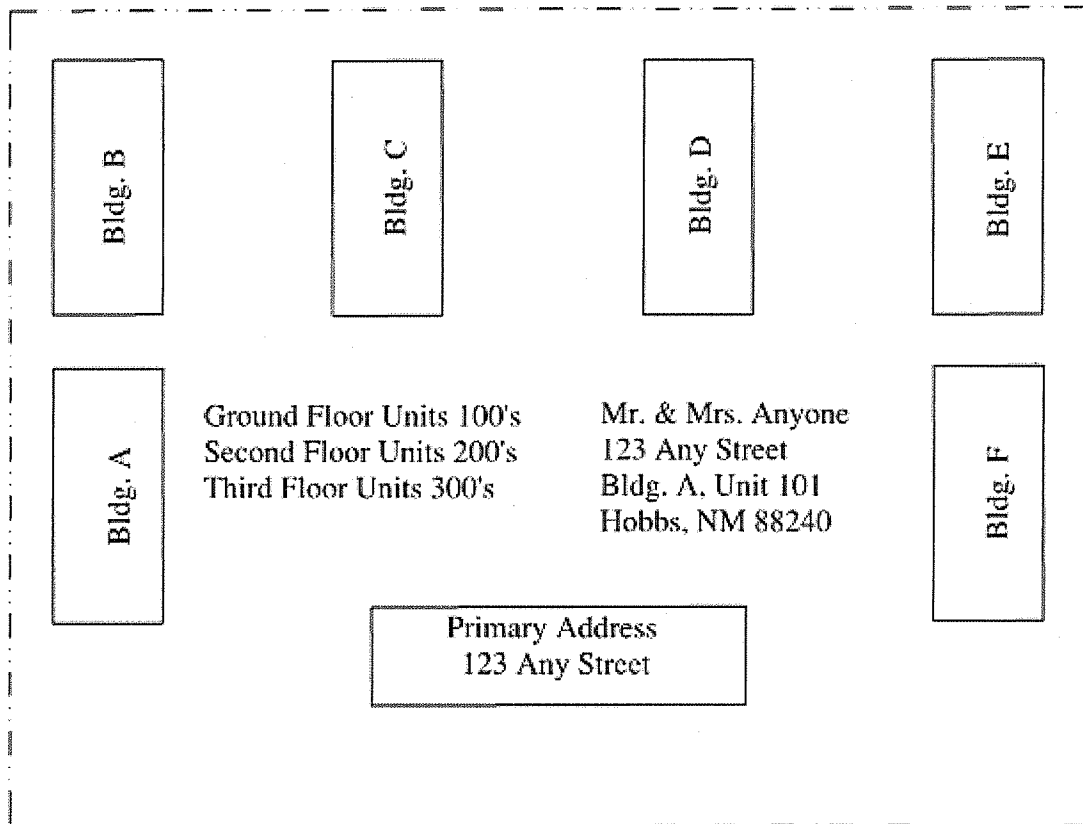 Bldg. B
Bldg. C
Bldg. D
Bldg. E
Bldg. A
Ground Floor Units 100's
Second Floor Units 200's
Third Floor Units 300's
Mr. & Mrs. Anyone
123 Any Street
Bldg. A, Unit 101
Hobbs, NM 88240
Bldg. F
Primary Address
123 Any Street